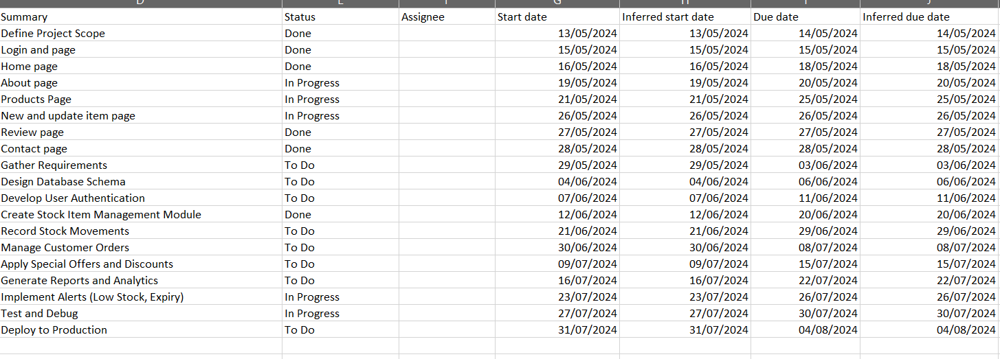 Summary Status Assignee Start date Inferred start date Due date Inferred due date
Define Project Scope Done 13/05/2024 13/05/2024 14/05/2024 14/05/2024
Login and page Done 15/05/2024 15/05/2024 15/05/2024 15/05/2024
Home page Done 16/05/2024 16/05/2024 18/05/2024 18/05/2024
About page In Progress 19/05/2024 19/05/2024 20/05/2024 20/05/2024
Products Page In Progress 21/05/2024 21/05/2024 25/05/2024 25/05/2024
New and update item page In Progress 26/05/2024 26/05/2024 26/05/2024 26/05/2024
Review page Done 27/05/2024 27/05/2024 27/05/2024 27/05/2024
Contact page Done 28/05/2024 28/05/2024 28/05/2024 28/05/2024
Gather Requirements To Do 29/05/2024 29/05/2024 03/06/2024 03/06/2024
Design Database Schema To Do 04/06/2024 04/06/2024 06/06/2024 06/06/2024
Develop User Authentication To Do 07/06/2024 07/06/2024 11/06/2024 11/06/2024
Create Stock Item Management Module Done 12/06/2024 12/06/2024 20/06/2024 20/06/2024
Record Stock Movements To Do 21/06/2024 21/06/2024 29/06/2024 29/06/2024
Manage Customer Orders To Do 30/06/2024 30/06/2024 08/07/2024 08/07/2024
Apply Special Offers and Discounts To Do 09/07/2024 09/07/2024 15/07/2024 15/07/2024
Generate Reports and Analytics To Do 16/07/2024 16/07/2024 22/07/2024 22/07/2024
Implement Alerts (Low Stock, Expiry) In Progress 23/07/2024 23/07/2024 26/07/2024 26/07/2024
Test and Debug In Progress 27/07/2024 27/07/2024 30/07/2024 30/07/2024
Deploy to Production To Do 31/07/2024 31/07/2024 04/08/2024 04/08/2024